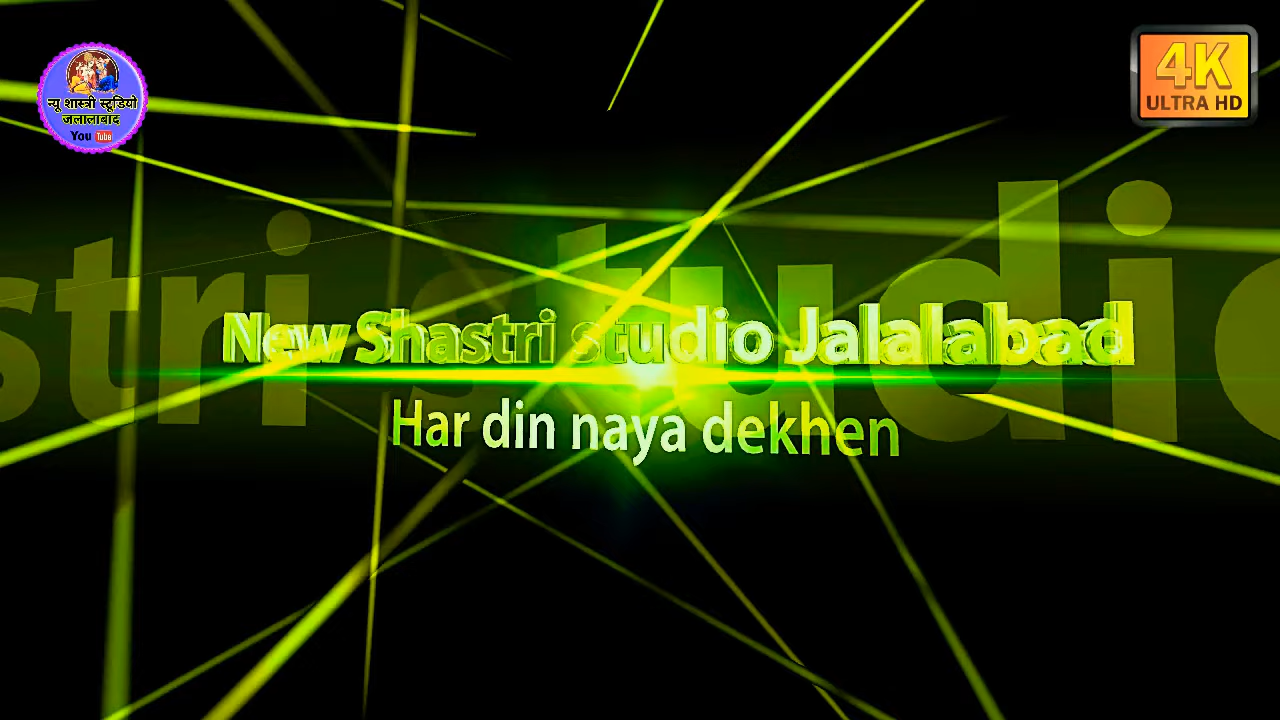 न्यू शास्त्री स्टूडियो
जलालाबाद
You Tube
4K
ULTRA HD
stri studio
New Shastri studio Jalalabad
Har din naya dekhen